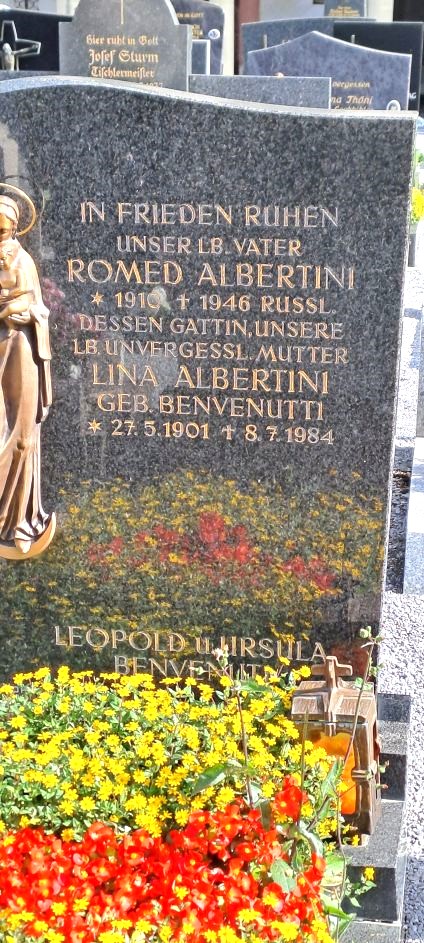 Hier ruht in Gott
Josef Sturm
Tischlermeister
IN FRIEDEN RUHEN
UNSER LB. VATER
ROMED ALBERTINI
* 1910 ✝ 1946 RUSSL.
DESSEN GATTIN, UNSERE
LB. UNVERGESSL. MUTTER
LINA ALBERTINI
GEB. BENVENUTTI
* 27.5.1901 ✝ 8.7.1984
LEOPOLD u. URSULA
BENVENUTTI